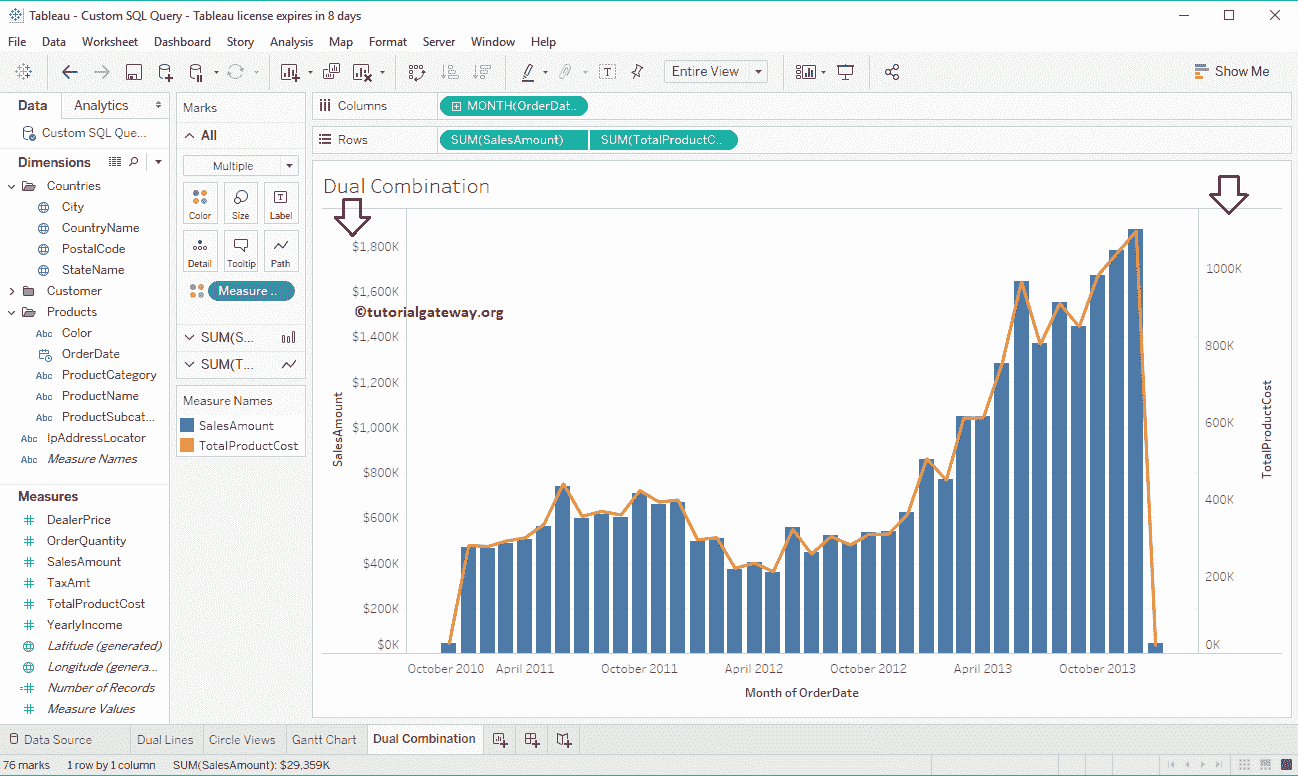 Tableau - Custom SQL Query - Tableau license expires in 8 days
File Data Worksheet Dashboard Story Analysis Map Format Server Window Help
Entire View
Show Me
Data Analytics
Custom SQL Que...
Dimensions
Countries
City
CountryName
PostalCode
StateName
Customer
Products
Abc Color
OrderDate
Abc ProductCategory
Abc ProductName
Abc ProductSubcat...
Abc IpAddressLocator
Abc Measure Names
Measures
DealerPrice
OrderQuantity
SalesAmount
TaxAmt
TotalProductCost
YearlyIncome
Latitude (generated)
Longitude (genera...
Number of Records
Measure Values
Marks
All
Multiple
Color Size Label
Detail Tooltip Path
Measure ..
SUM(S...
SUM(T...
Measure Names
SalesAmount
TotalProductCost
Columns MONTH(OrderDat..
Rows SUM(SalesAmount) SUM(TotalProductC..
Dual Combination
$1,800K
$1,600K
$1,400K
$1,200K
$1,000K
$800K
$600K
$400K
$200K
$0K
SalesAmount
©tutorialgateway.org
1000K
800K
600K
400K
200K
0K
TotalProductCost
October 2010 April 2011 October 2011 April 2012 October 2012 April 2013 October 2013
Month of OrderDate
Data Source Dual Lines Circle Views Gantt Chart Dual Combination
76 marks 1 row by 1 column SUM(SalesAmount): $29,359K